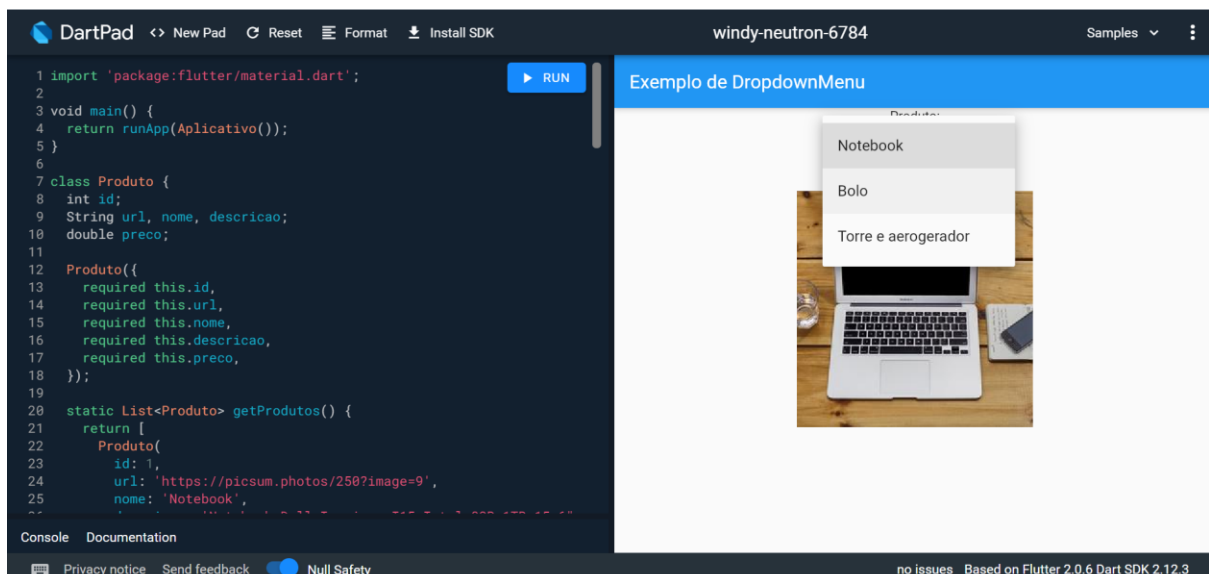 DartPad <> New Pad Reset Format Install SDK windy-neutron-6784 Samples
1 import 'package:flutter/material.dart';
2
3 void main() {
4 return runApp(Aplicativo());
5 }
6
7 class Produto {
8 int id;
9 String url, nome, descricao;
10 double preco;
11
12 Produto({
13 required this.id,
14 required this.url,
15 required this.nome,
16 required this.descricao,
17 required this.preco,
18 });
19
20 static List<Produto> getProdutos() {
21 return [
22 Produto(
23 id: 1,
24 url: 'https://picsum.photos/250?image=9',
25 nome: 'Notebook',
RUN
Console Documentation
Exemplo de DropdownMenu
Produto:
Notebook
Bolo
Torre e aerogerador
Privacy notice Send feedback Null Safety no issues Based on Flutter 2.0.6 Dart SDK 2.12.3